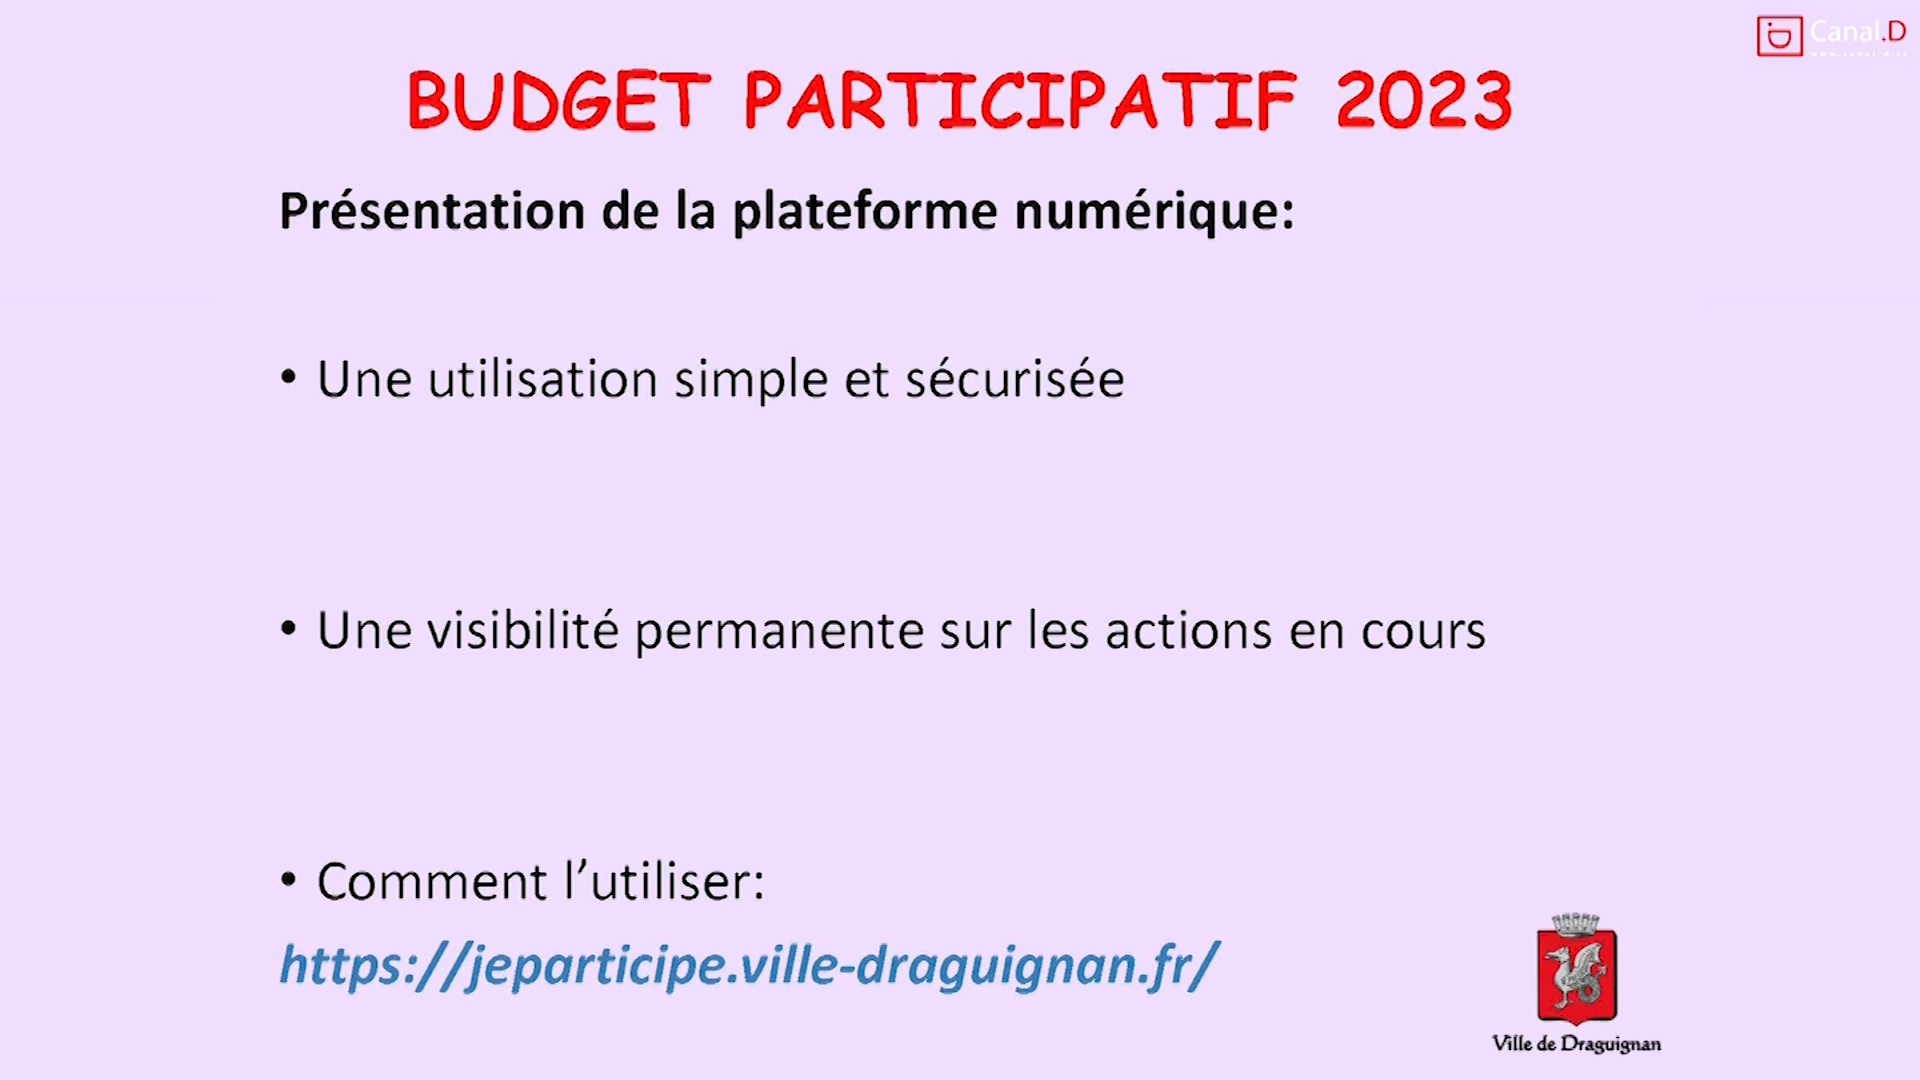 Canal.D
BUDGET PARTICIPATIF 2023
Présentation de la plateforme numérique:
• Une utilisation simple et sécurisée
• Une visibilité permanente sur les actions en cours
• Comment l’utiliser:
https://jeparticipe.ville-draguignan.fr/
Ville de Draguignan